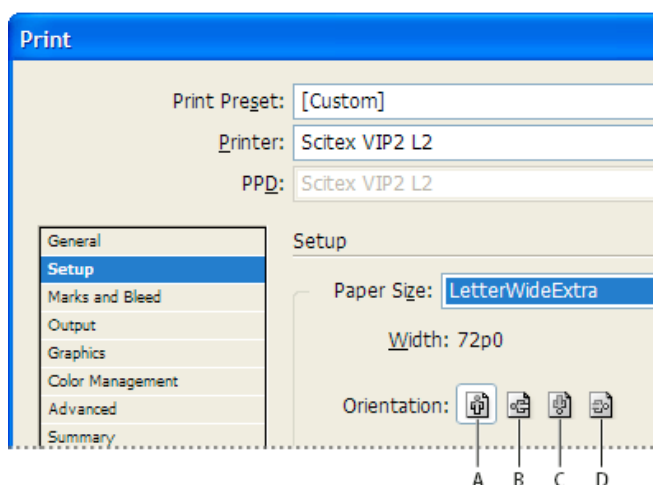 Print
Print Preset: [Custom]
Printer: Scitex VIP2 L2
PPD: Scitex VIP2 L2
General
Setup
Marks and Bleed
Output
Graphics
Color Management
Advanced
Summary
Setup
Paper Size: LetterWideExtra
Width: 72p0
Orientation:
A B C D